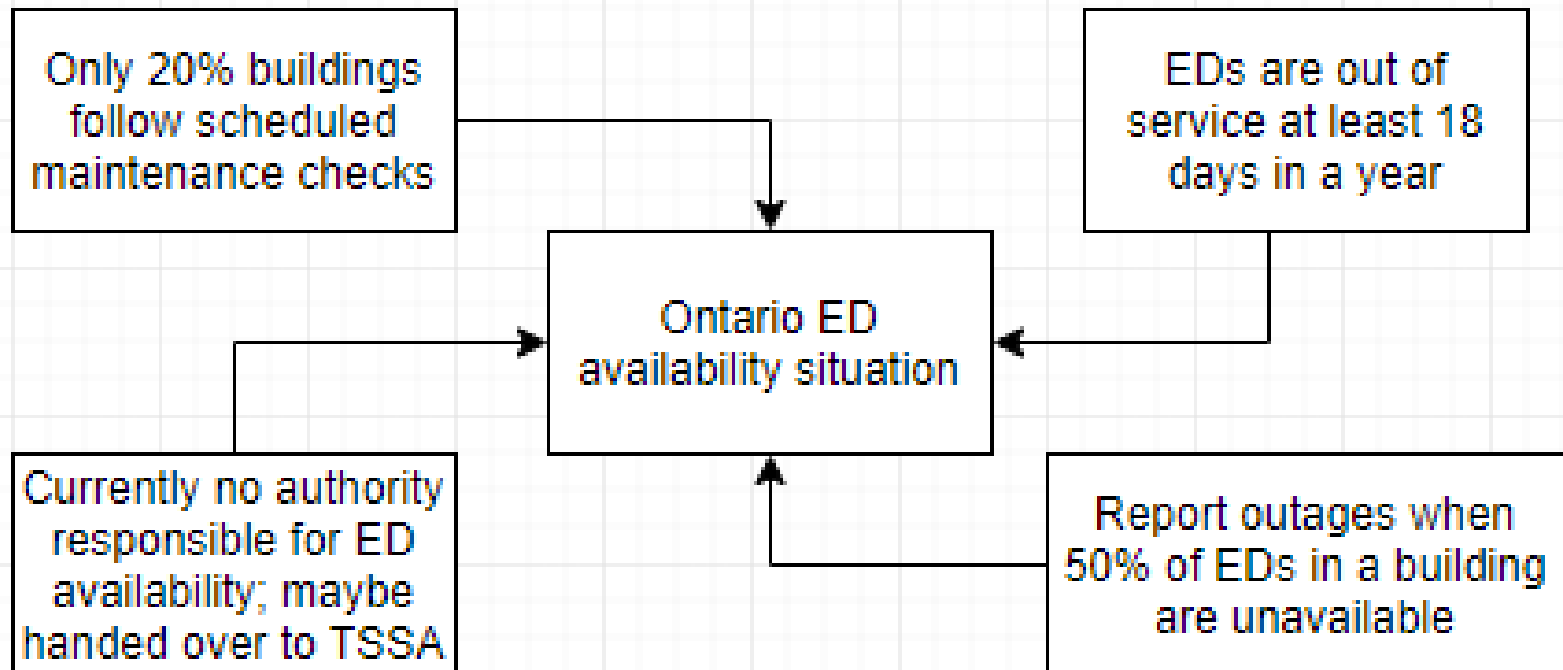 Only 20% buildings
follow scheduled
maintenance checks
EDs are out of
service at least 18
days in a year
Ontario ED
availability situation
Currently no authority
responsible for ED
availability; maybe
handed over to TSSA
Report outages when
50% of EDs in a building
are unavailable